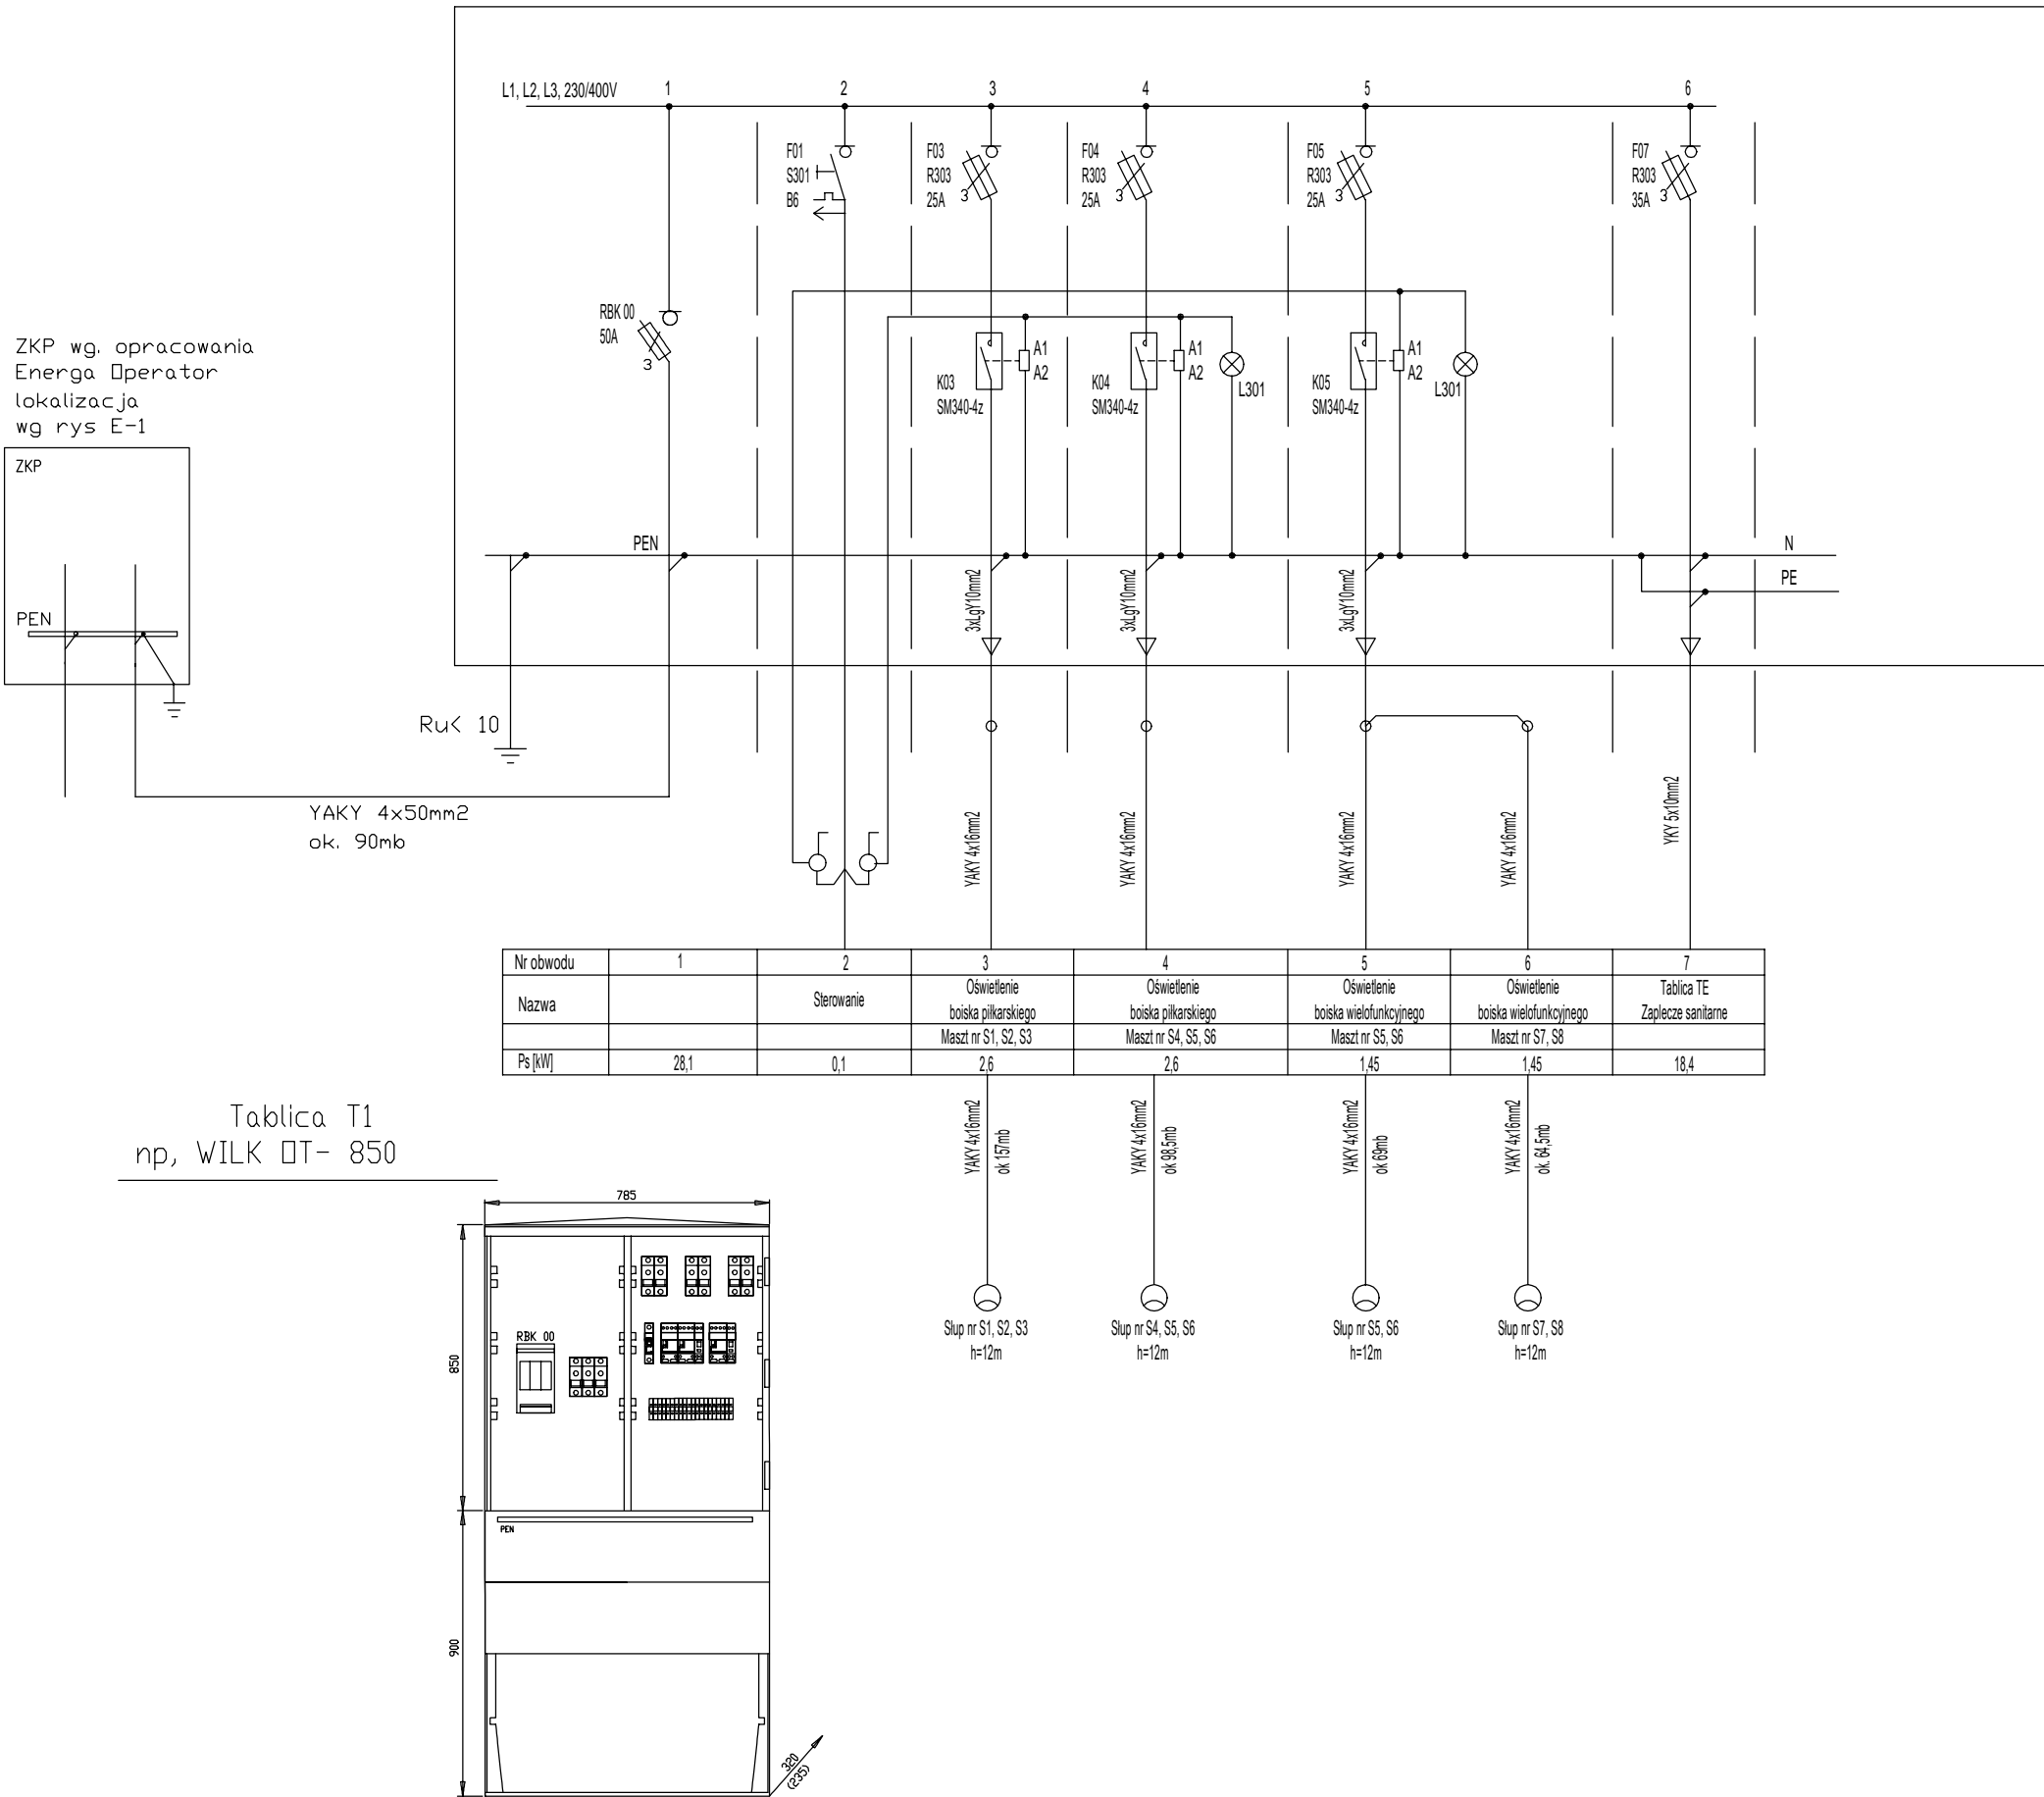 L1, L2, L3, 230/400V
1
2
3
4
5
6
F01
S301
B6
F03
R303
25A
3
F04
R303
25A
3
F05
R303
25A
3
F07
R303
35A
3
RBK 00
50A
3
ZKP wg. opracowania
Energa Operator
lokalizacja
wg rys E-1
ZKP
PEN
K03
SM340-4z
A1
A2
K04
SM340-4z
A1
A2
L301
K05
SM340-4z
A1
A2
L301
PEN
N
PE
3xLgY10mm2
3xLgY10mm2
3xLgY10mm2
Ru< 10
YAKY 4x50mm2
ok. 90mb
YAKY 4x16mm2
YAKY 4x16mm2
YAKY 4x16mm2
YAKY 4x16mm2
YKY 5x10mm2
Nr obwodu 1 2 3 4 5 6 7
Nazwa
Sterowanie
Oświetlenie
boiska piłkarskiego
Oświetlenie
boiska piłkarskiego
Oświetlenie
boiska wielofunkcyjnego
Oświetlenie
boiska wielofunkcyjnego
Tablica TE
Zaplecze sanitarne
Maszt nr S1, S2, S3
Maszt nr S4, S5, S6
Maszt nr S5, S6
Maszt nr S7, S8
Ps [kW] 28,1 0,1 2,6 2,6 1,45 1,45 18,4
YAKY 4x16mm2
ok 157mb
YAKY 4x16mm2
ok 98,5mb
YAKY 4x16mm2
ok 69mb
YAKY 4x16mm2
ok. 64,5mb
Słup nr S1, S2, S3
h=12m
Słup nr S4, S5, S6
h=12m
Słup nr S5, S6
h=12m
Słup nr S7, S8
h=12m
Tablica T1
np, WILK OT- 850
785
850
900
RBK 00
PEN
320
(235)